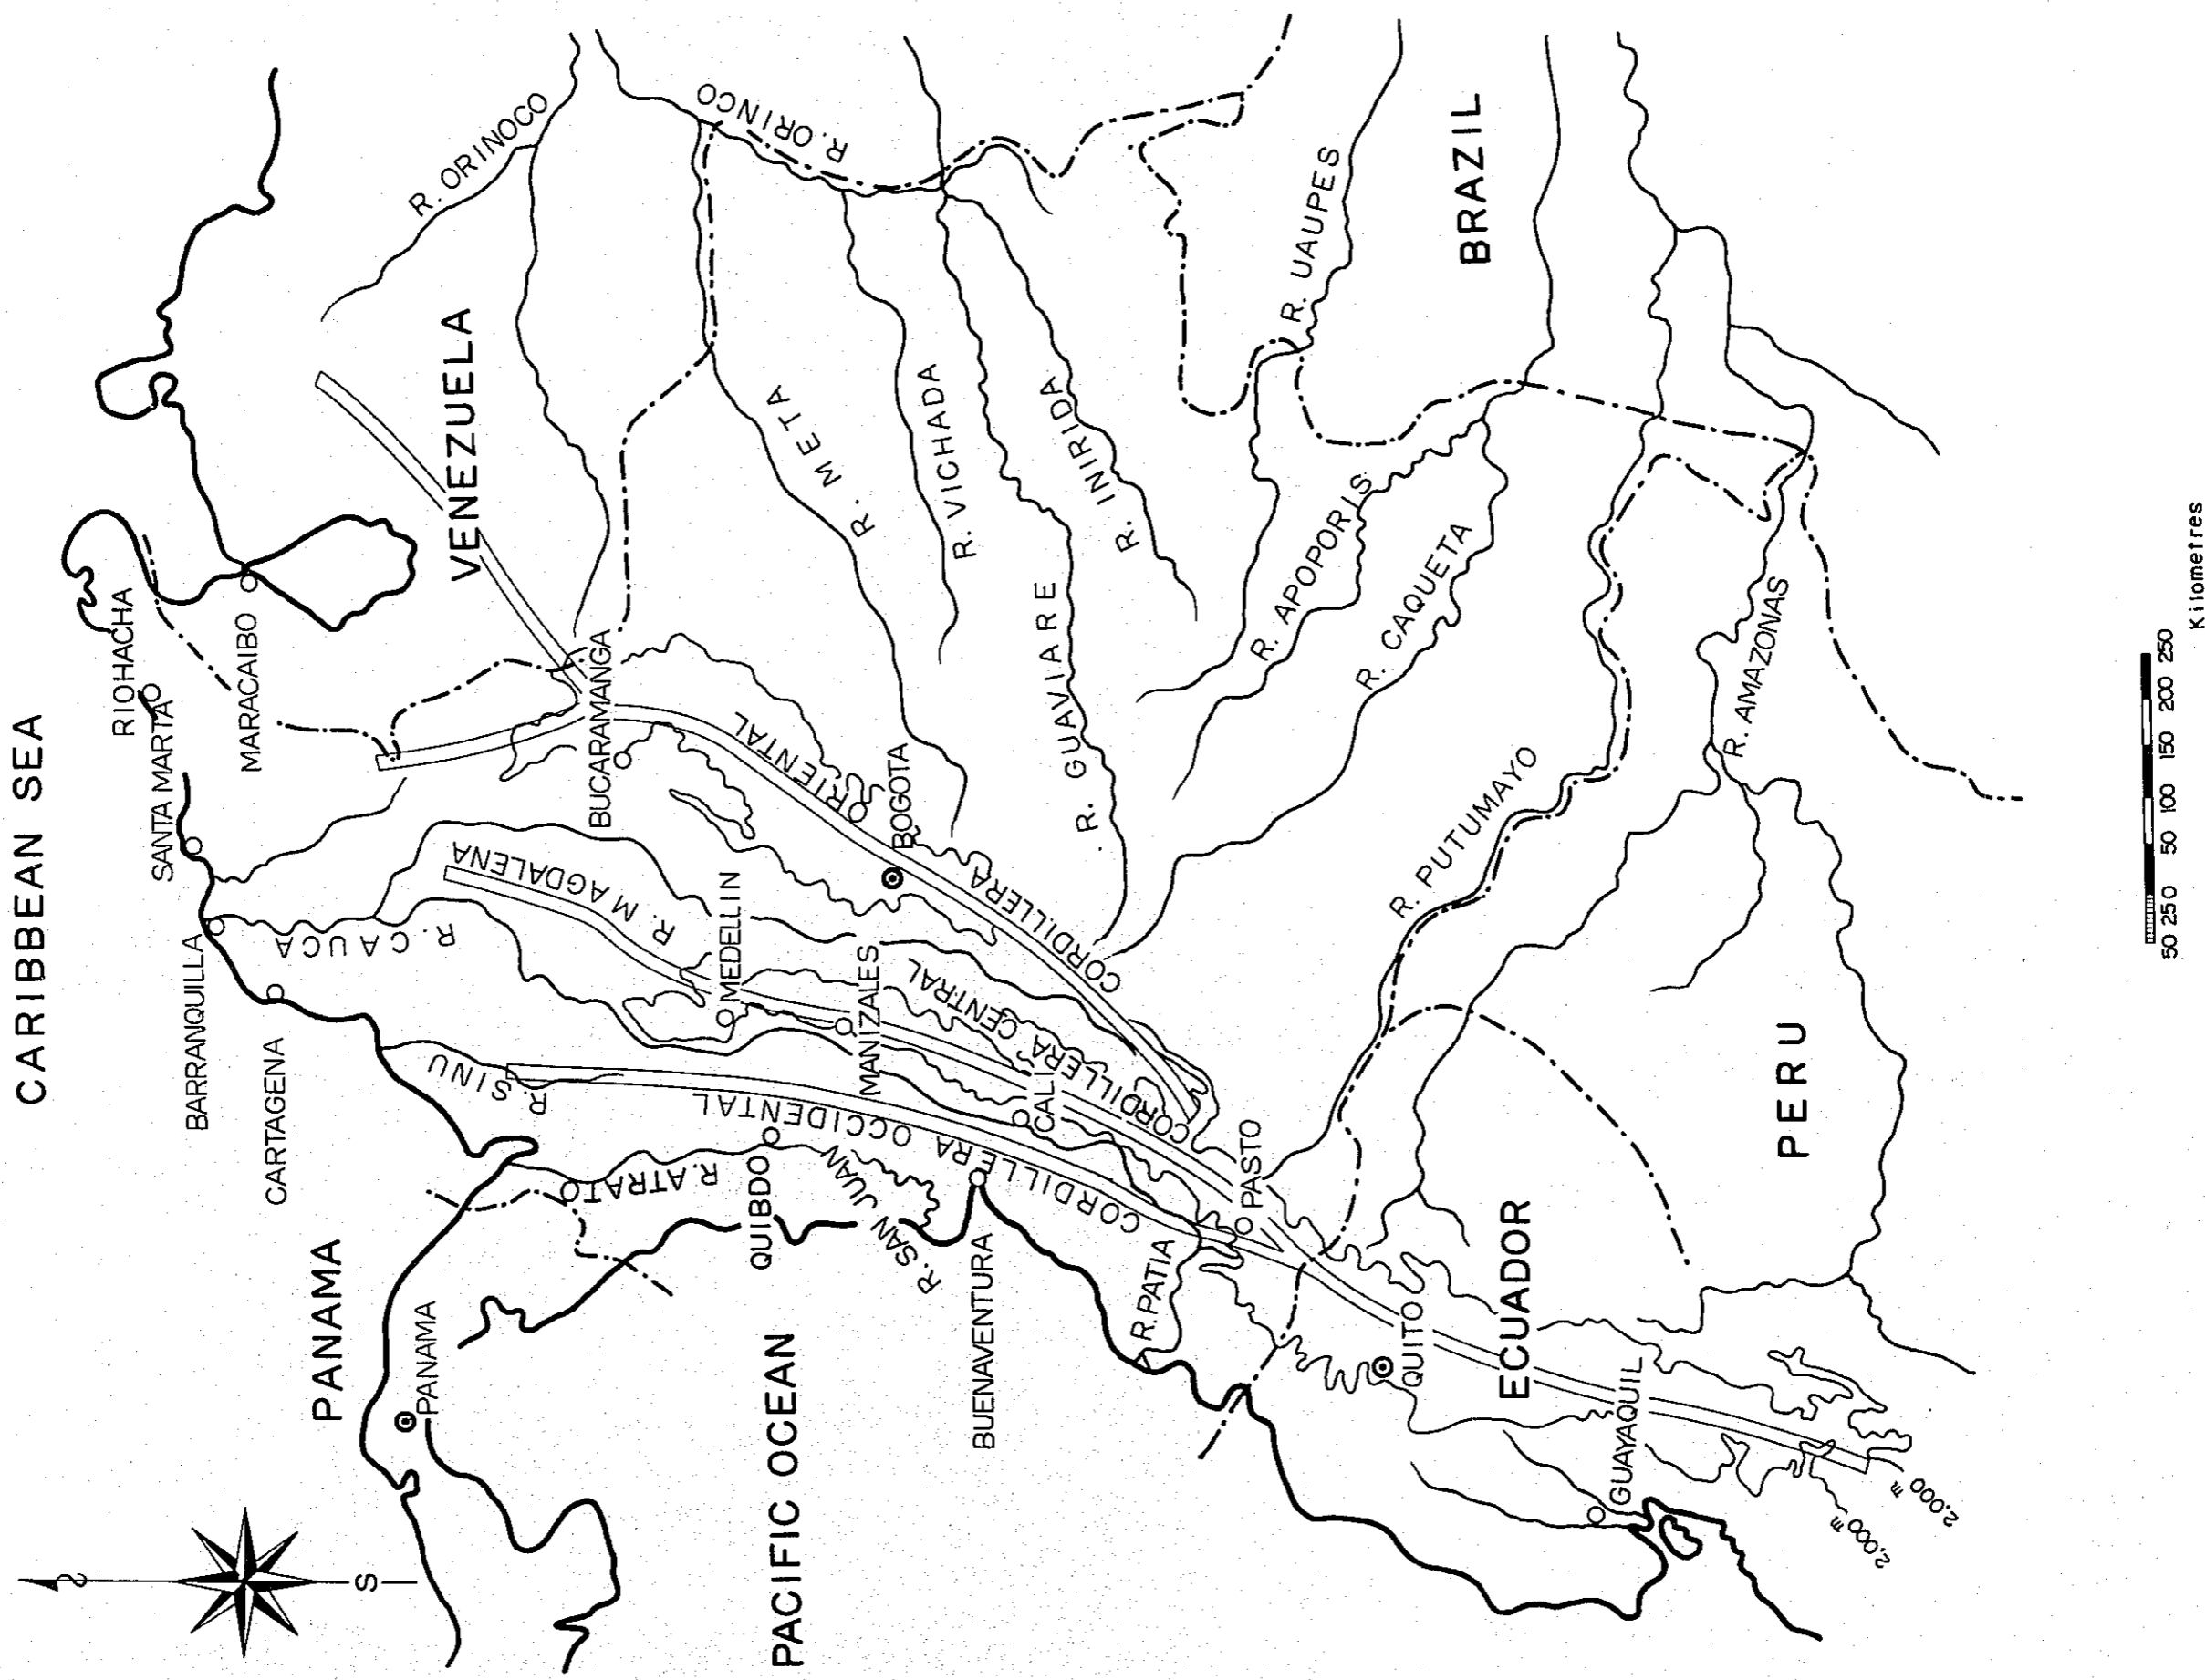 CARIBBEAN SEA
RIOHACHA
SANTA MARTA
MARACAIBO
BARRANQUILLA
CARTAGENA
PANAMA
PANAMA
N
S
PACIFIC OCEAN
VENEZUELA
R. ORINOCO
R. ORINCO
BUCARAMANGA
R. CAUCA
R. MAGDALENA
R. SINU
R. ATRATO
QUIBDO
R. SAN JUAN
BUENAVENTURA
MEDELLIN
MANIZALES
CALI
BOGOTA
CORDILLERA ORIENTAL
CORDILLERA CENTRAL
CORDILLERA OCCIDENTAL
R. META
R. VICHADA
R. GUAVIARE
R. INIRIDA
R. UAUPES
R. APOPORIS
R. CAQUETA
BRAZIL
R. PUTUMAYO
R. AMAZONAS
PASTO
R. PATIA
QUITO
ECUADOR
GUAYAQUIL
PERU
2,000 m
2,000 m
50 25 0 50 100 150 200 250
Kilometres